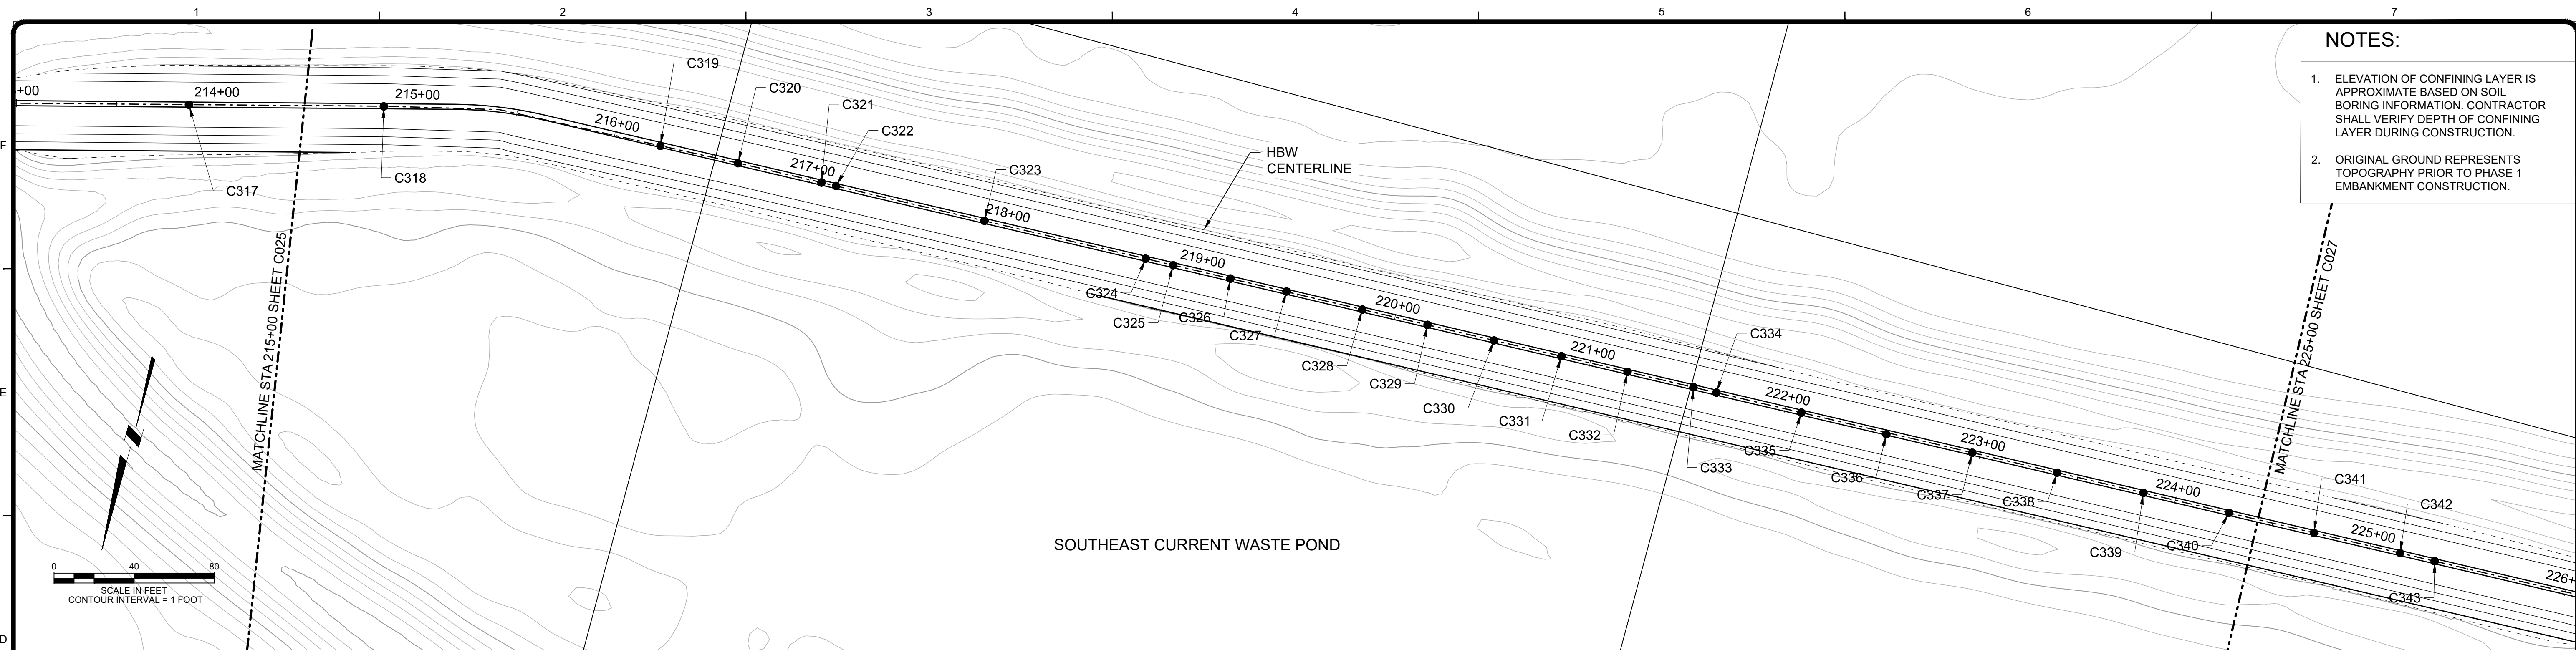 1
2
3
4
5
6
7
F
E
D
+00
214+00
215+00
216+00
217+00
218+00
219+00
220+00
221+00
222+00
223+00
224+00
225+00
226+
C317
C318
C319
C320
C321
C322
C323
C324
C325
C326
C327
C328
C329
C330
C331
C332
C333
C334
C335
C336
C337
C338
C339
C340
C341
C342
C343
HBW
CENTERLINE
MATCHLINE STA 215+00 SHEET C025
MATCHLINE STA 225+00 SHEET C027
SOUTHEAST CURRENT WASTE POND
0 40 80
SCALE IN FEET
CONTOUR INTERVAL = 1 FOOT
NOTES:
1. ELEVATION OF CONFINING LAYER IS
APPROXIMATE BASED ON SOIL
BORING INFORMATION. CONTRACTOR
SHALL VERIFY DEPTH OF CONFINING
LAYER DURING CONSTRUCTION.
2. ORIGINAL GROUND REPRESENTS
TOPOGRAPHY PRIOR TO PHASE 1
EMBANKMENT CONSTRUCTION.